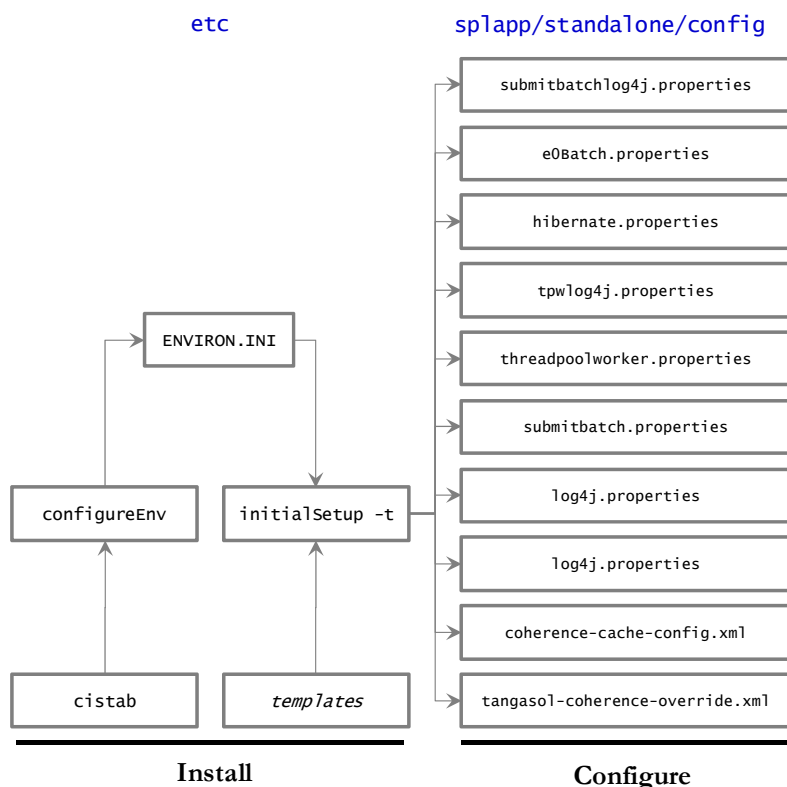 etc
splapp/standalone/config
submitbatchlog4j.properties
e0Batch.properties
hibernate.properties
tpwlog4j.properties
ENVIRON.INI
threadpoolworker.properties
submitbatch.properties
configureEnv
initialSetup -t
log4j.properties
log4j.properties
coherence-cache-config.xml
cistab
templates
tangasol-coherence-override.xml
Install
Configure